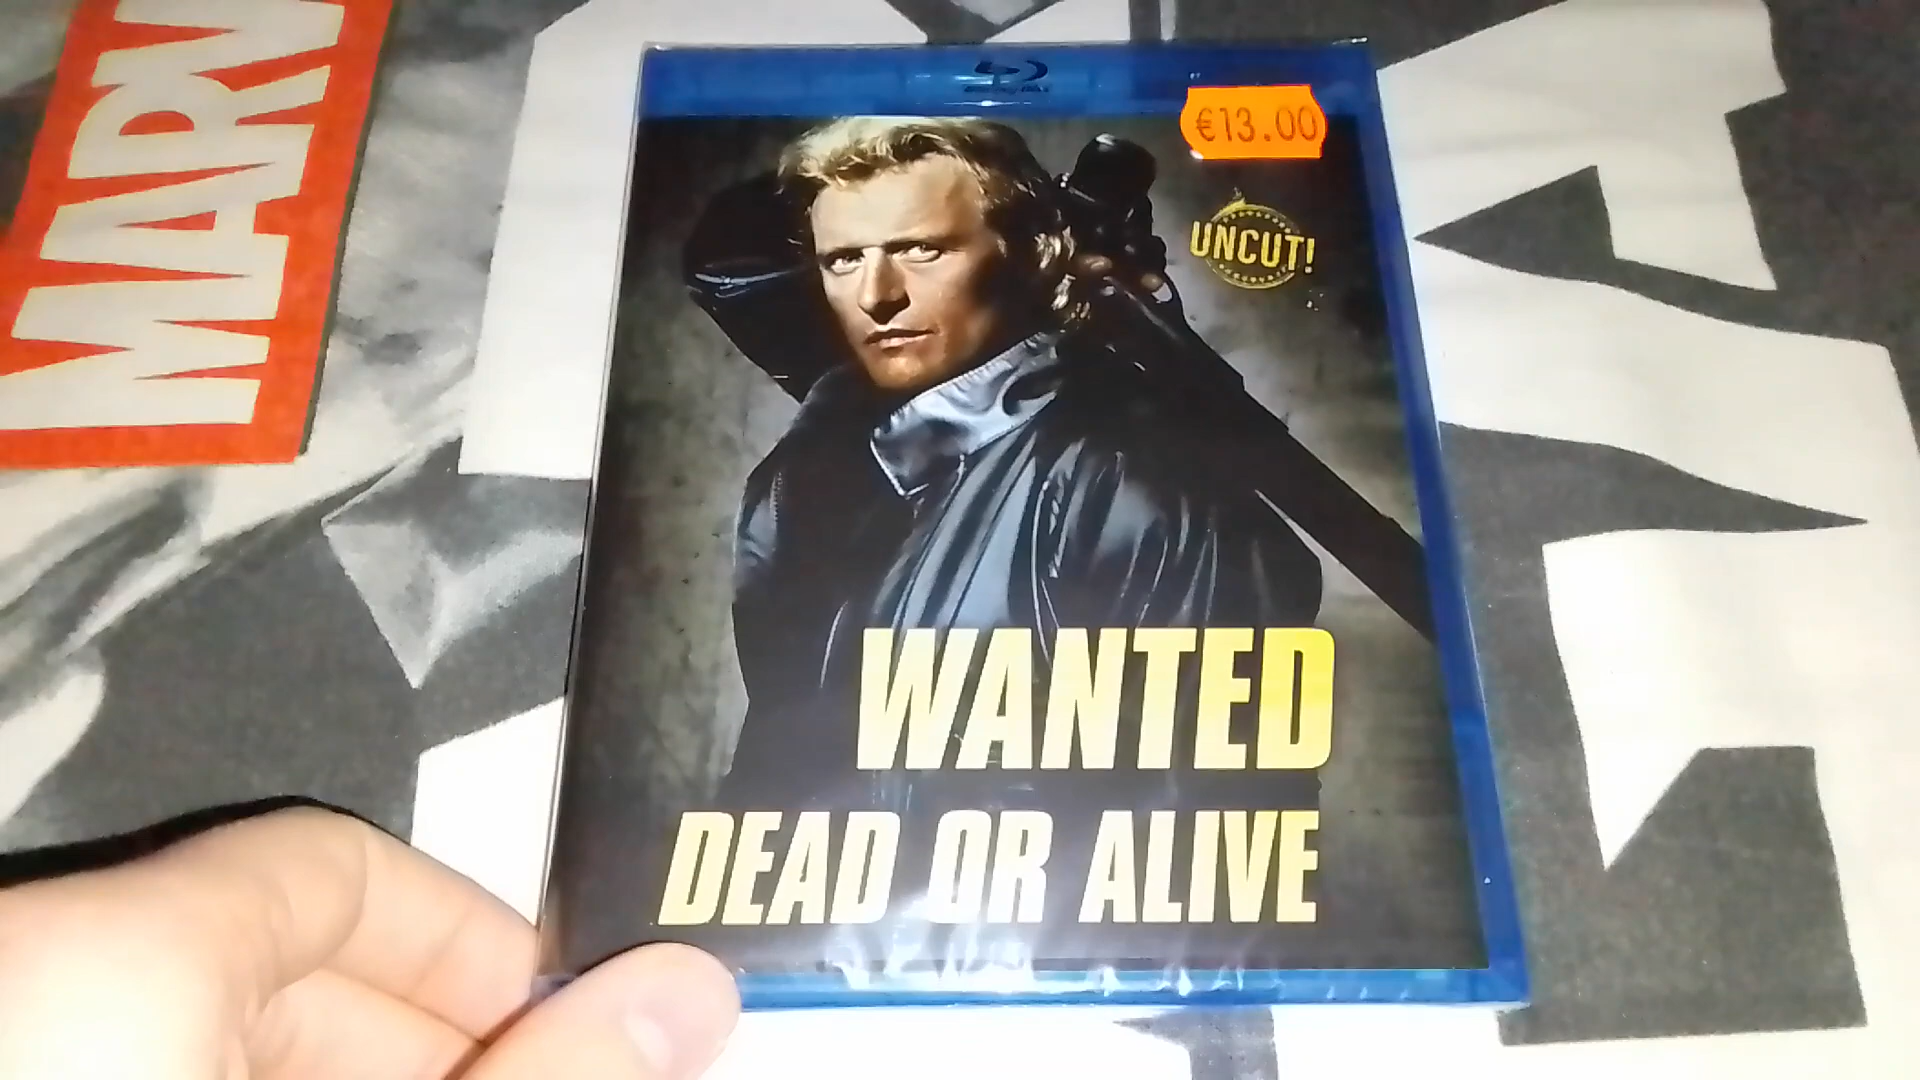 MARV
€13.00
UNCUT!
WANTED
DEAD OR ALIVE